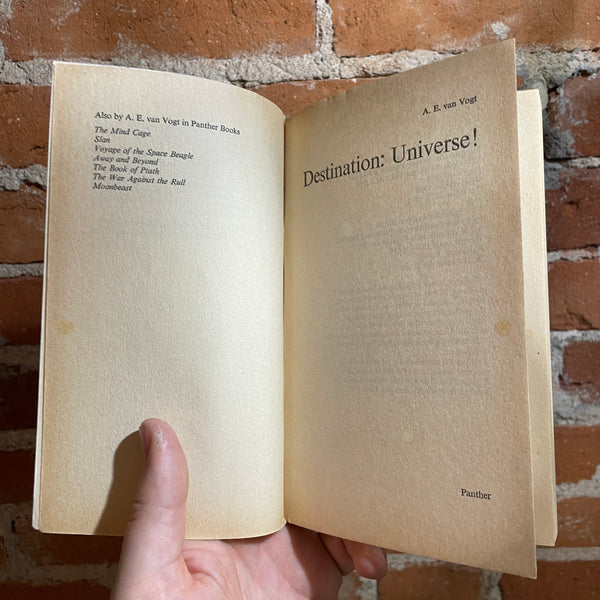 Also by A. E. van Vogt in Panther Books
The Mind Cage
Slan
Voyage of the Space Beagle
Away and Beyond
The Book of Ptath
The War Against the Rull
Moonbeast
A. E. van Vogt
Destination: Universe!
Panther